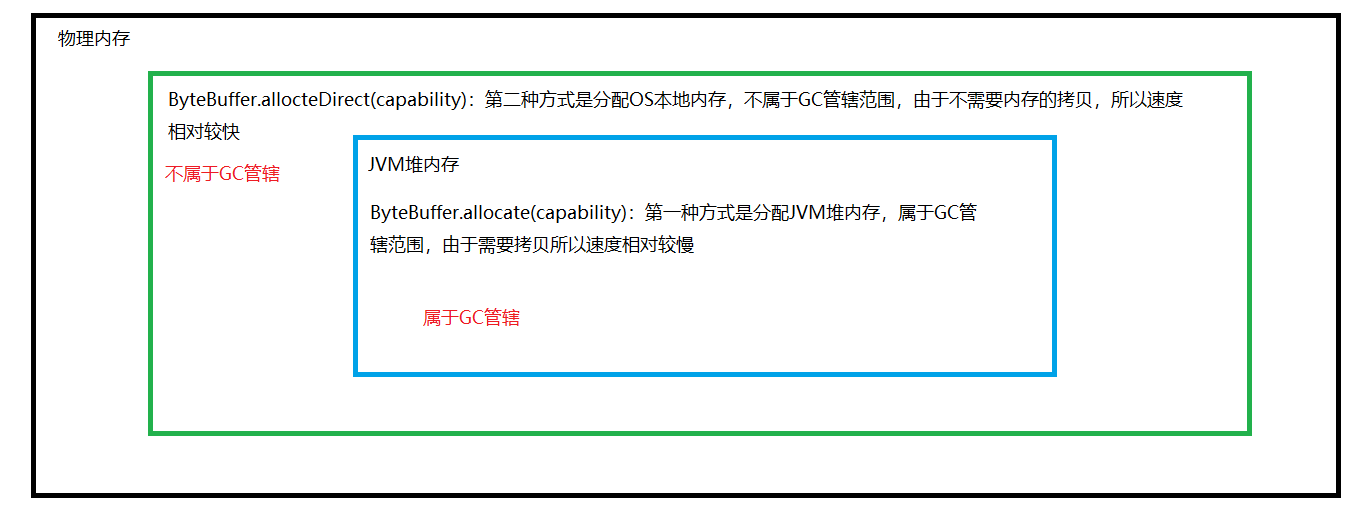 物理内存
ByteBuffer.allocteDirect(capability)：第二种方式是分配OS本地内存，不属于GC管辖范围，由于不需要内存的拷贝，所以速度
相对较快
不属于GC管辖
JVM堆内存
ByteBuffer.allocate(capability)：第一种方式是分配JVM堆内存，属于GC管
辖范围，由于需要拷贝所以速度相对较慢
属于GC管辖